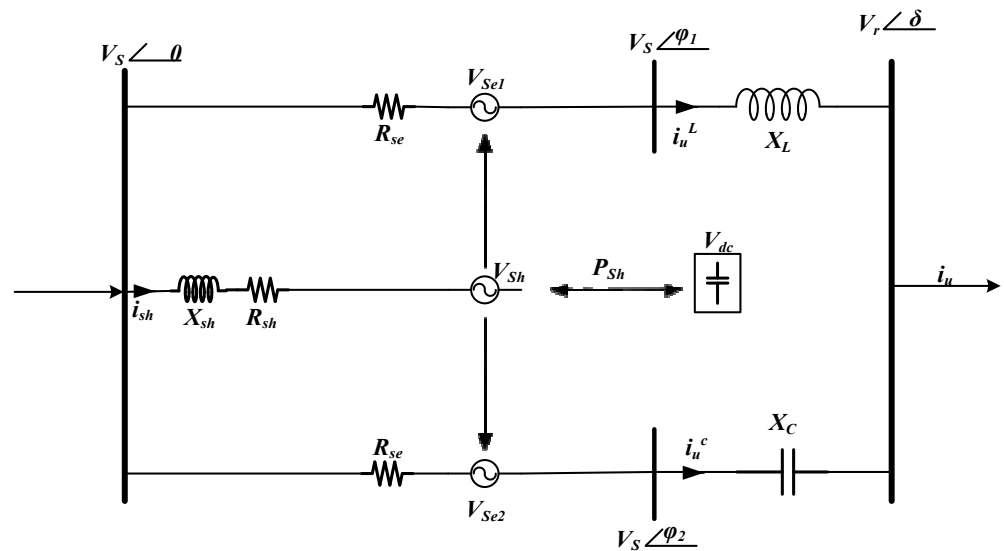 V_S∠0
V_Se1
V_S∠φ_1
V_r∠δ
R_se
i_u^L
X_L
V_Sh
P_Sh
V_dc
i_sh
X_sh
R_sh
i_u
R_se
V_Se2
i_u^c
X_C
V_S∠φ_2